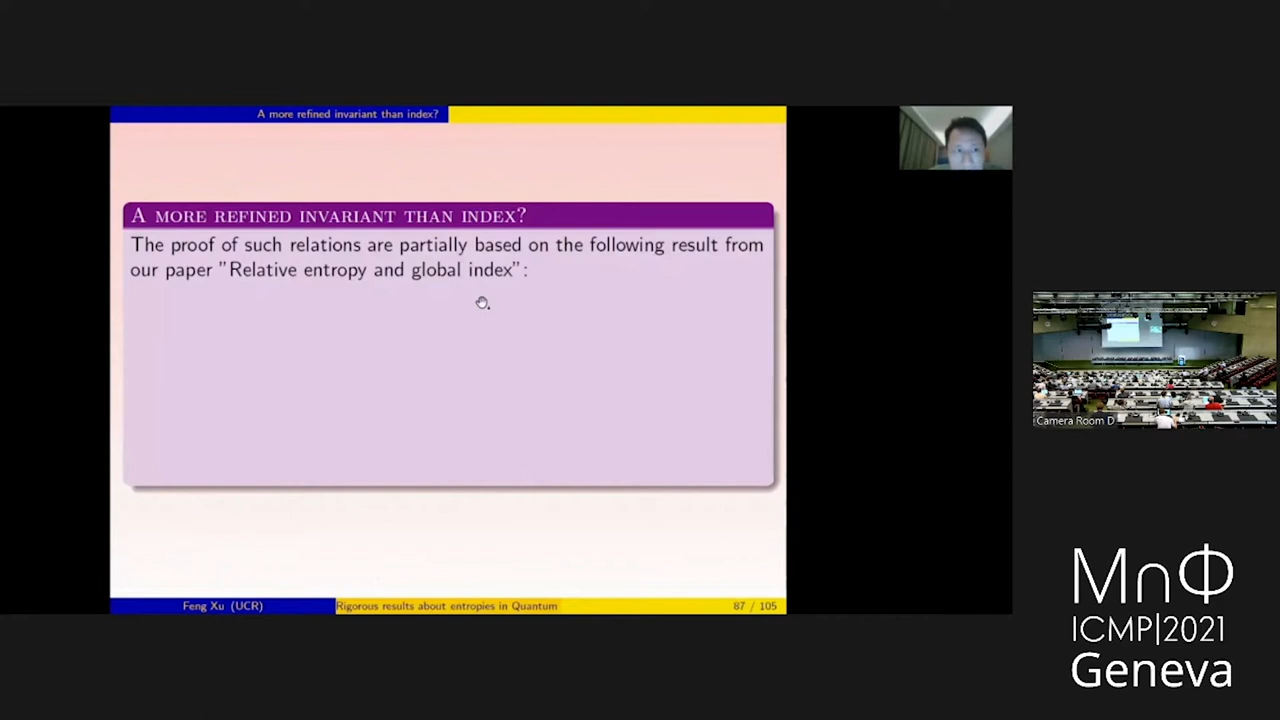 A more refined invariant than index?
A MORE REFINED INVARIANT THAN INDEX?
The proof of such relations are partially based on the following result from
our paper "Relative entropy and global index":
Feng Xu (UCR)
Rigorous results about entropies in Quantum
87 / 105
Camera Room D
ΜηΦ
ICMP|2021
Geneva